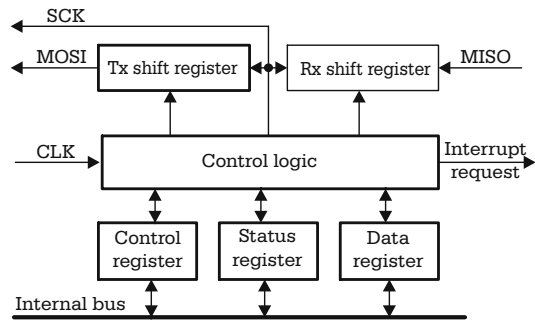 SCK
MOSI
Tx shift register
Rx shift register
MISO
CLK
Control logic
Interrupt
request
Control
register
Status
register
Data
register
Internal bus